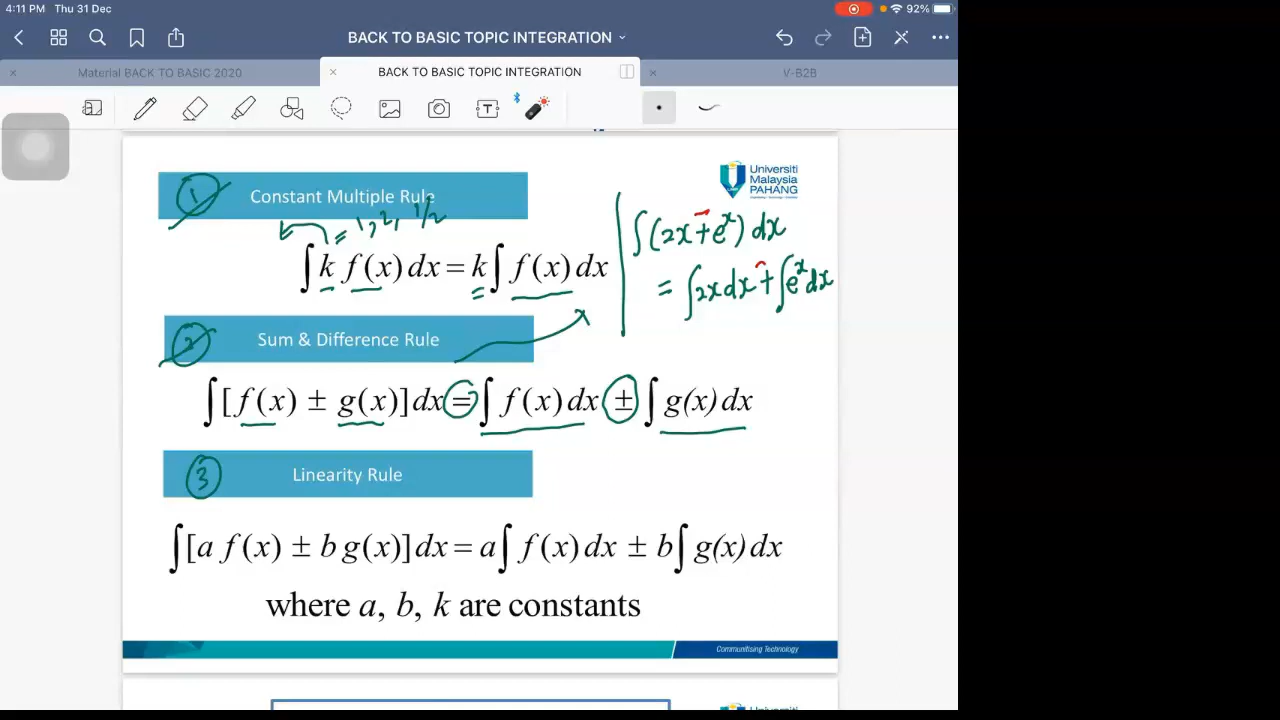 4:11 PM Thu 31 Dec
92%
BACK TO BASIC TOPIC INTEGRATION
Material BACK TO BASIC 2020
BACK TO BASIC TOPIC INTEGRATION
V-B2B
T
Universiti
Malaysia
PAHANG
① Constant Multiple Rule
= 1, 2, 1/2
∫ k f(x) dx = k ∫ f(x) dx
∫ (2x + eˣ) dx
= ∫ 2x dx + ∫ eˣ dx
② Sum & Difference Rule
∫ [f(x) ± g(x)] dx = ∫ f(x) dx ± ∫ g(x) dx
③ Linearity Rule
∫ [a f(x) ± b g(x)] dx = a ∫ f(x) dx ± b ∫ g(x) dx
where a, b, k are constants
Communitising Technology